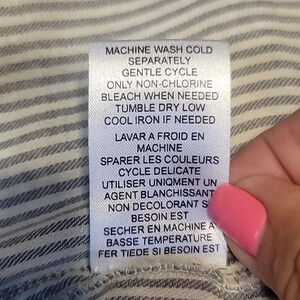 MACHINE WASH COLD
SEPARATELY
GENTLE CYCLE
ONLY NON-CHLORINE
BLEACH WHEN NEEDED
TUMBLE DRY LOW
COOL IRON IF NEEDED
LAVAR A FROID EN
MACHINE
SPARER LES COULEURS
CYCLE DELICATE
UTILISER UNIQMENT UN
AGENT BLANCHISSANT
NON DECOLORANT SI
BESOIN EST
SECHER EN MACHINE A
BASSE TEMPERATURE
FER TIEDE SI BESOIN EST